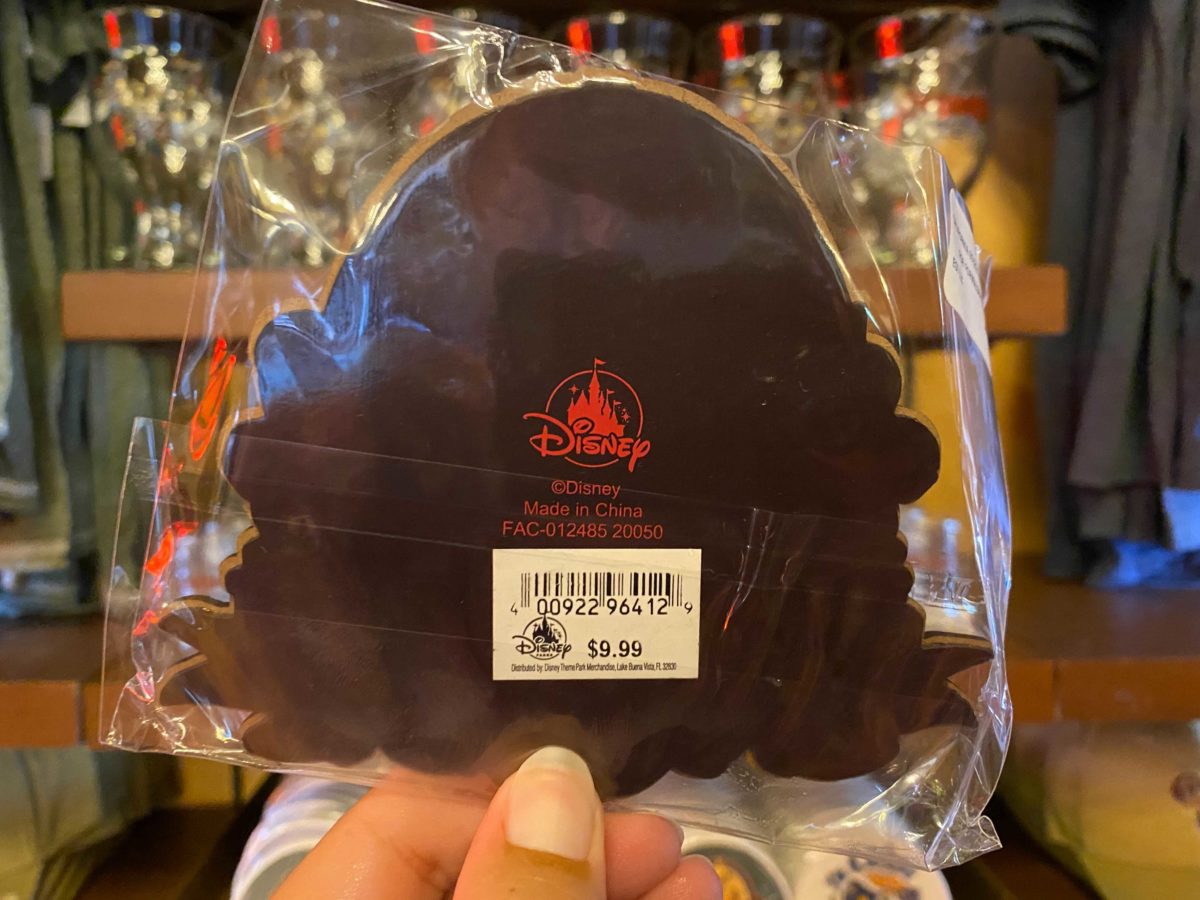 Disney
©Disney
Made in China
FAC-012485 20050
4 00922 96412 9
Disney
PARKS
$9.99
Distributed by: Disney Theme Park Merchandise, Lake Buena Vista, FL 32830